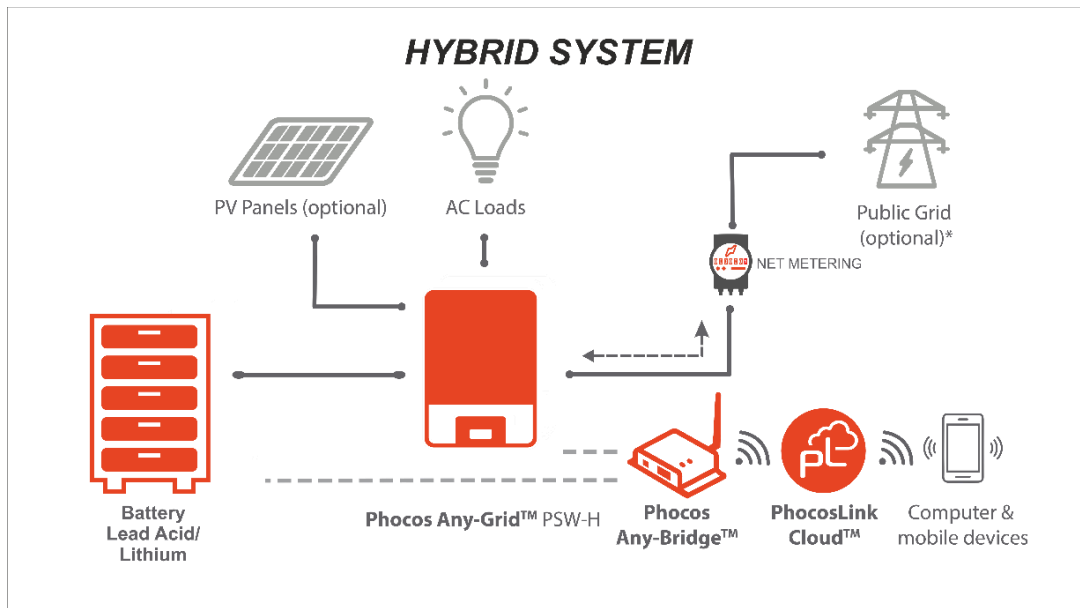 HYBRID SYSTEM
PV Panels (optional)
AC Loads
Public Grid
(optional)*
NET METERING
Battery
Lead Acid/
Lithium
Phocos Any-Grid™ PSW-H
Phocos
Any-Bridge™
pL
PhocosLink
Cloud™
Computer &
mobile devices